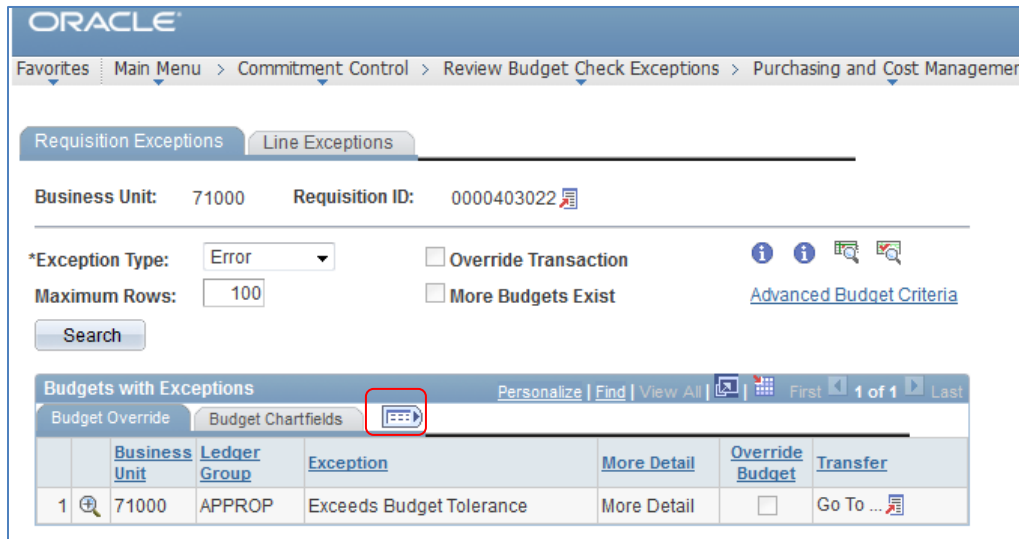 ORACLE
Favorites Main Menu > Commitment Control > Review Budget Check Exceptions > Purchasing and Cost
Requisition Exceptions Line Exceptions
Business Unit: 71000 Requisition ID: 0000403022
*Exception Type: Error Override Transaction
Maximum Rows: 100 More Budgets Exist Advanced Budget Criteria
Search
Budgets with Exceptions Personalize | Find | View All | First 1 of 1 Last
Budget Override Budget Chartfields
Business Unit Ledger Group Exception More Detail Override Budget Transfer
1 71000 APPROP Exceeds Budget Tolerance More Detail Go To ...